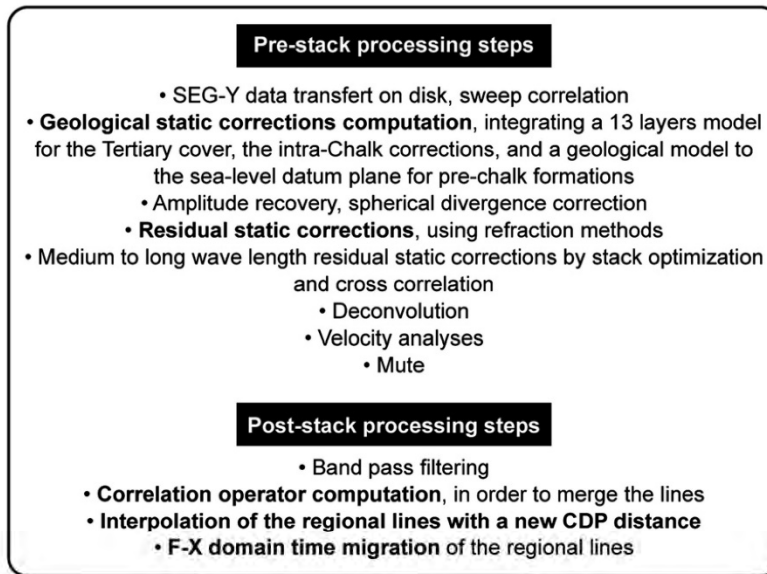 Pre-stack processing steps
• SEG-Y data transfert on disk, sweep correlation
• Geological static corrections computation, integrating a 13 layers model
for the Tertiary cover, the intra-Chalk corrections, and a geological model to
the sea-level datum plane for pre-chalk formations
• Amplitude recovery, spherical divergence correction
• Residual static corrections, using refraction methods
• Medium to long wave length residual static corrections by stack optimization
and cross correlation
• Deconvolution
• Velocity analyses
• Mute
Post-stack processing steps
• Band pass filtering
• Correlation operator computation, in order to merge the lines
• Interpolation of the regional lines with a new CDP distance
• F-X domain time migration of the regional lines